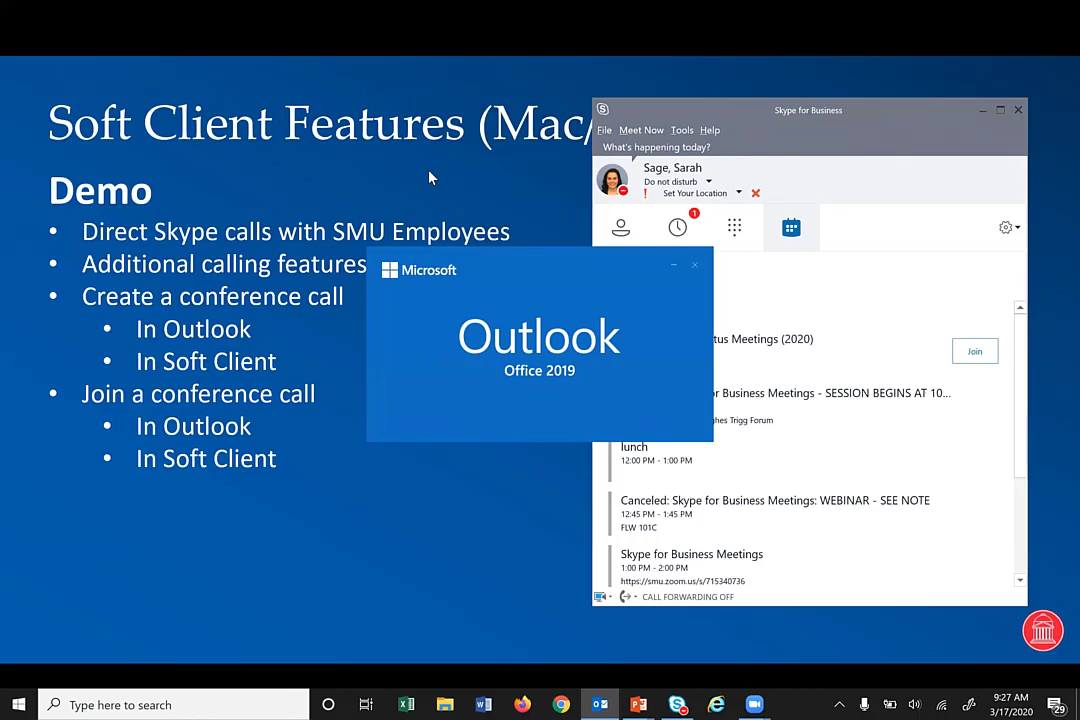 Soft Client Features (Mac/
Demo
• Direct Skype calls with SMU Employees
• Additional calling features
• Create a conference call
• In Outlook
• In Soft Client
• Join a conference call
• In Outlook
• In Soft Client
Skype for Business
File Meet Now Tools Help
What's happening today?
Sage, Sarah
Do not disturb
! Set Your Location
1
Microsoft
Outlook
Office 2019
tus Meetings (2020)
Join
r Business Meetings - SESSION BEGINS AT 10...
ghes Trigg Forum
lunch
12:00 PM - 1:00 PM
Canceled: Skype for Business Meetings: WEBINAR - SEE NOTE
12:45 PM - 1:45 PM
FLW 101C
Skype for Business Meetings
1:00 PM - 2:00 PM
https://smu.zoom.us/s/715340736
CALL FORWARDING OFF
Type here to search
9:27 AM
3/17/2020
29